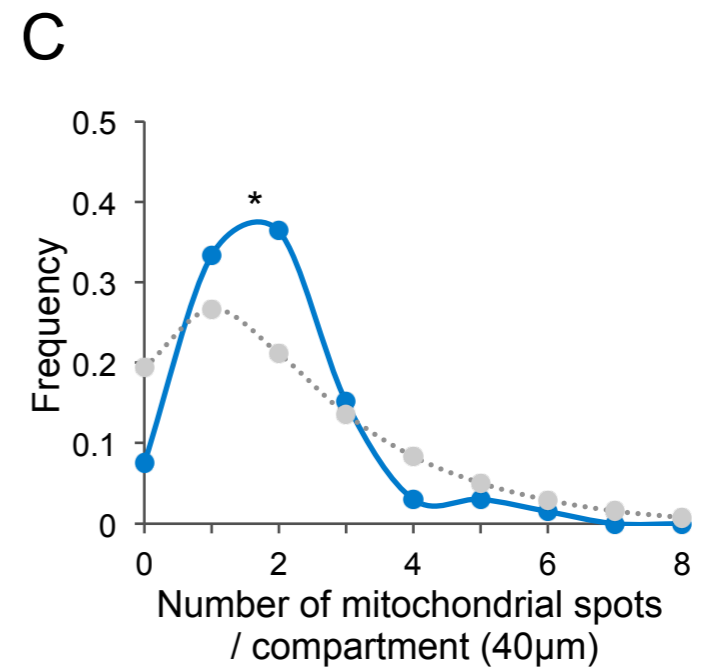 C
0.5
0.4
0.3
0.2
0.1
0
Frequency
*
0 2 4 6 8
Number of mitochondrial spots
/ compartment (40μm)